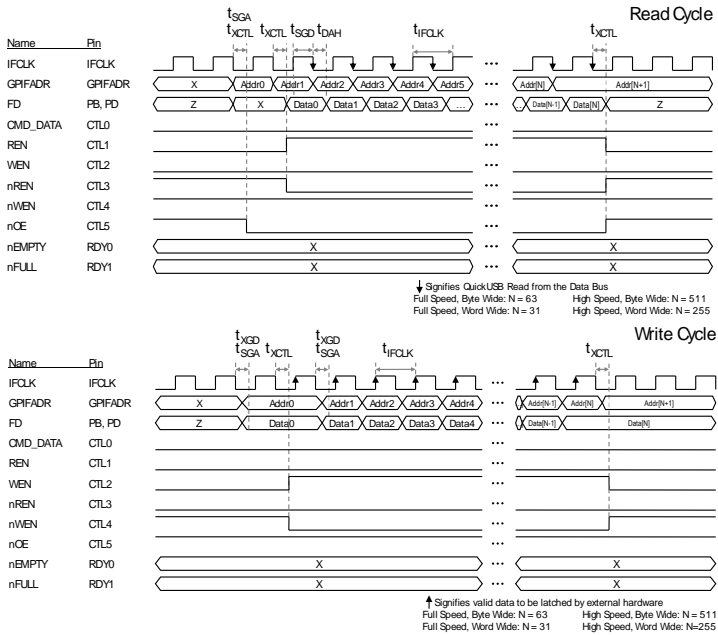 Read Cycle
tSGA
tXCTL tXCTL tSGD tDAH tIFCLK tXCTL
Name Pin
IFCLK IFCLK
GPIFADR GPIFADR X Addr0 Addr1 Addr2 Addr3 Addr4 Addr5 ... Addr[N] Addr[N+1]
FD PB, PD Z X Data0 Data1 Data2 Data3 ... ... Data[N-1] Data[N] Z
CMD_DATA CTL0 ...
REN CTL1 ...
WEN CTL2 ...
nREN CTL3 ...
nWEN CTL4 ...
nOE CTL5 ...
nEMPTY RDY0 X ... X
nFULL RDY1 X ... X
Signifies QuickUSB Read from the Data Bus
Full Speed, Byte Wide: N = 63 High Speed, Byte Wide: N = 511
Full Speed, Word Wide: N = 31 High Speed, Word Wide: N = 255
Write Cycle
tXGD tXGD
tSGA tXCTL tSGA tIFCLK tXCTL
Name Pin
IFCLK IFCLK ...
GPIFADR GPIFADR X Addr0 Addr1 Addr2 Addr3 Addr4 ... Addr[N-1] Addr[N] Addr[N+1]
FD PB, PD Z Data0 Data1 Data2 Data3 Data4 ... Data[N-1] Data[N]
CMD_DATA CTL0
REN CTL1 ...
WEN CTL2 ...
nREN CTL3 ...
nWEN CTL4 ...
nOE CTL5 ...
nEMPTY RDY0 X ... X
nFULL RDY1 X ... X
Signifies valid data to be latched by external hardware
Full Speed, Byte Wide: N = 63 High Speed, Byte Wide: N = 511
Full Speed, Word Wide: N = 31 High Speed, Word Wide: N=255